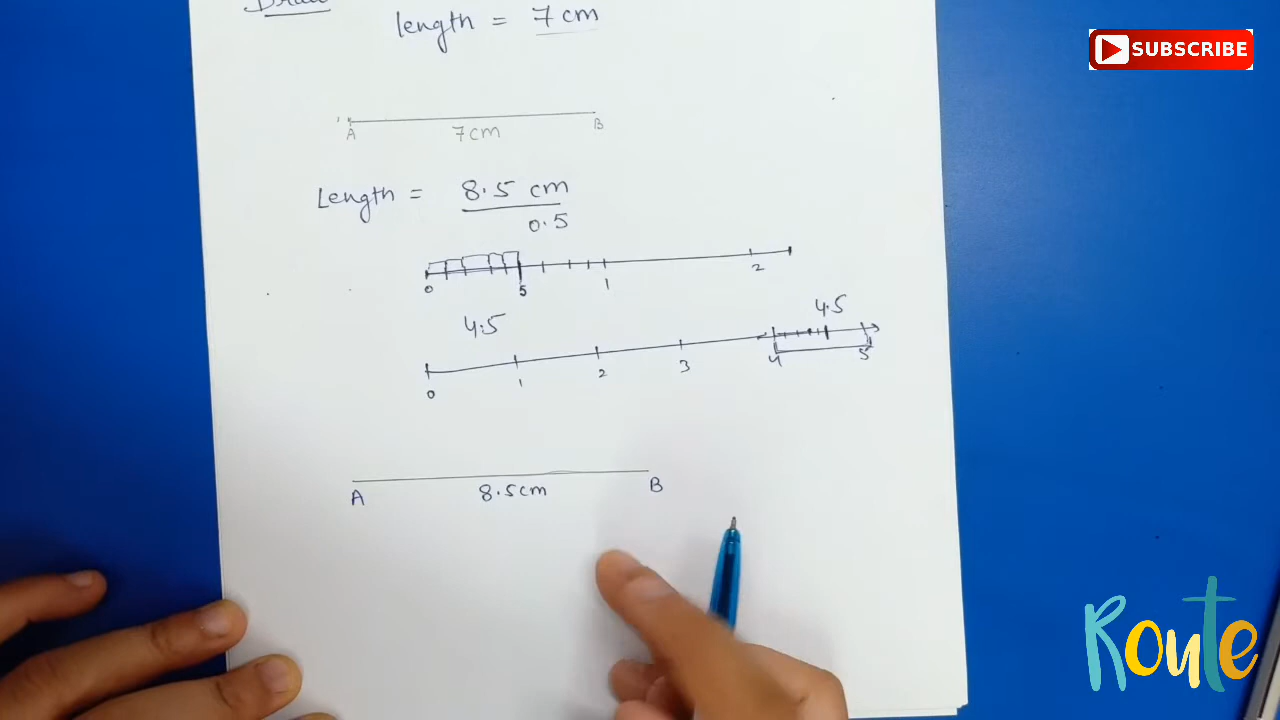 Draw
length = 7 cm
SUBSCRIBE
A 7cm B
Length = 8.5 cm
0.5
0 5 1 2
4.5 4.5
0 1 2 3 4 5
A 8.5cm B
Route